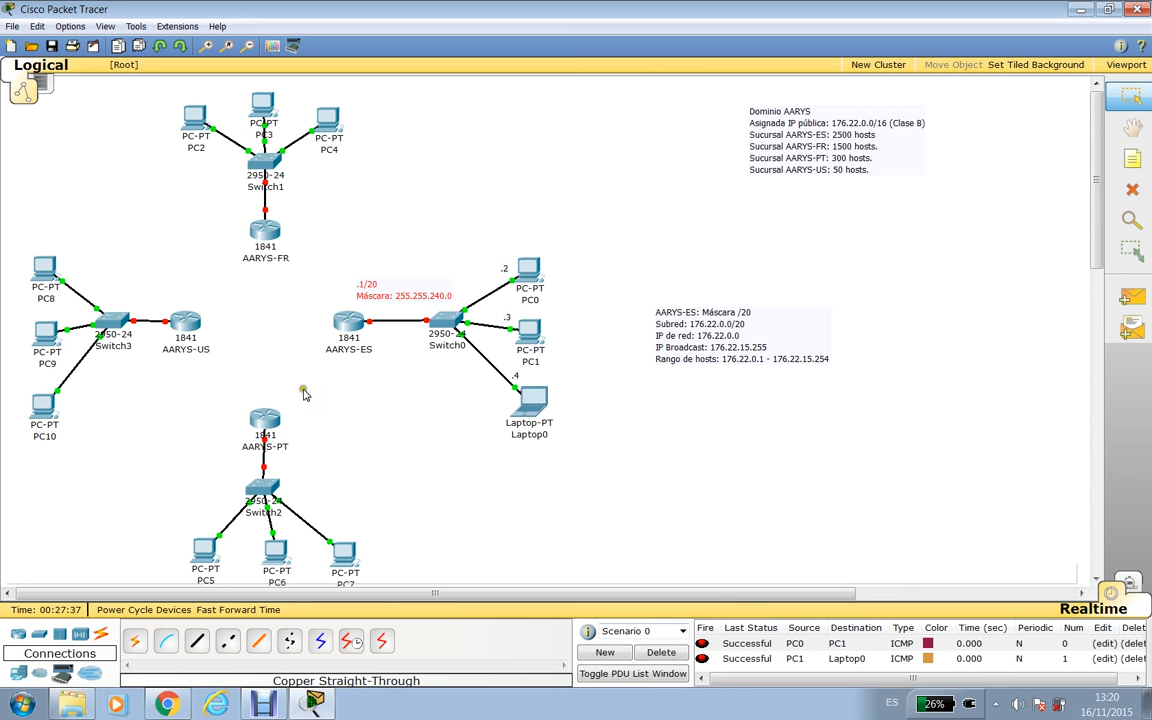 Cisco Packet Tracer
File Edit Options View Tools Extensions Help
Logical
[Root]
New Cluster
Move Object
Set Tiled Background
Viewport
PC-PT
PC2
PC-PT
PC3
PC-PT
PC4
2950-24
Switch1
1841
AARYS-FR
Dominio AARYS
Asignada IP pública: 176.22.0.0/16 (Clase B)
Sucursal AARYS-ES: 2500 hosts
Sucursal AARYS-FR: 1500 hosts.
Sucursal AARYS-PT: 300 hosts.
Sucursal AARYS-US: 50 hosts.
PC-PT
PC8
PC-PT
PC9
PC-PT
PC10
2950-24
Switch3
1841
AARYS-US
.1/20
Máscara: 255.255.240.0
1841
AARYS-ES
2950-24
Switch0
.2
PC-PT
PC0
.3
PC-PT
PC1
.4
Laptop-PT
Laptop0
AARYS-ES: Máscara /20
Subred: 176.22.0.0/20
IP de red: 176.22.0.0
IP Broadcast: 176.22.15.255
Rango de hosts: 176.22.0.1 - 176.22.15.254
1841
AARYS-PT
2950-24
Switch2
PC-PT
PC5
PC-PT
PC6
PC-PT
PC7
Time: 00:27:37
Power Cycle Devices Fast Forward Time
Realtime
Connections
Copper Straight-Through
Scenario 0
New
Delete
Toggle PDU List Window
Fire Last Status Source Destination Type Color Time (sec) Periodic Num Edit Delet
Successful PC0 PC1 ICMP 0.000 N 0 (edit) (delet
Successful PC1 Laptop0 ICMP 0.000 N 1 (edit) (delet
ES
26%
13:20
16/11/2015